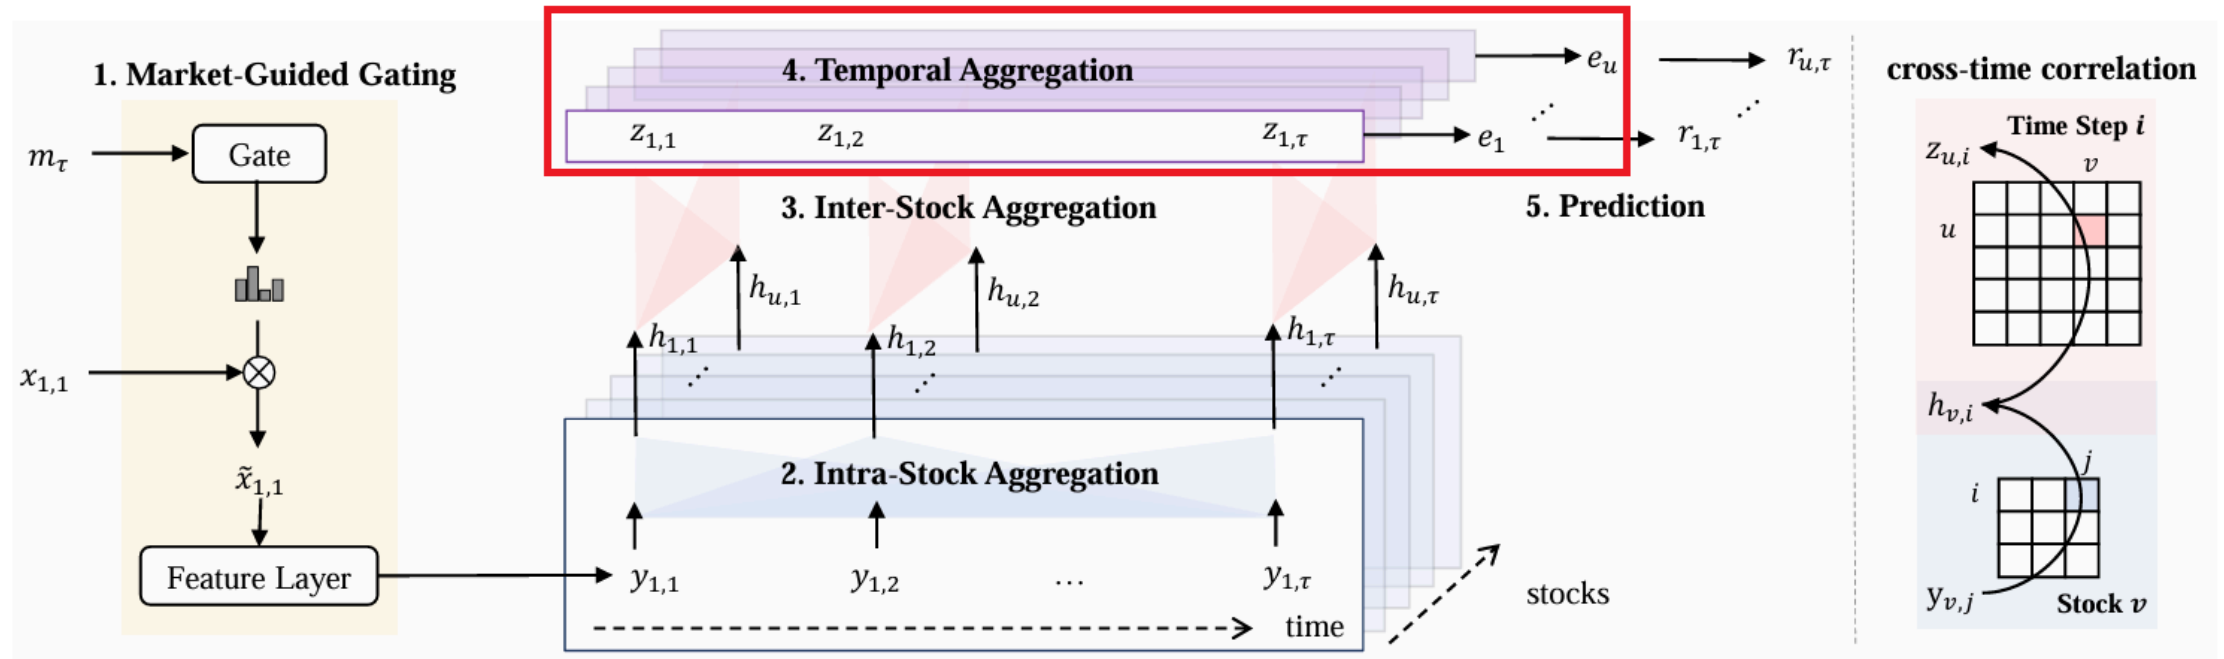 1. Market-Guided Gating
m_τ
Gate
x_{1,1}
x̃_{1,1}
Feature Layer
4. Temporal Aggregation
z_{1,1} z_{1,2} z_{1,τ}
e_u
r_{u,τ}
⋰
⋰
e_1
r_{1,τ}
3. Inter-Stock Aggregation
5. Prediction
h_{u,1} h_{u,2} h_{u,τ}
h_{1,1} h_{1,2} h_{1,τ}
⋰ ⋰ ⋰
2. Intra-Stock Aggregation
y_{1,1} y_{1,2} ... y_{1,τ}
time
stocks
cross-time correlation
Time Step i
z_{u,i}
v
u
h_{v,i}
j
i
y_{v,j}
Stock v